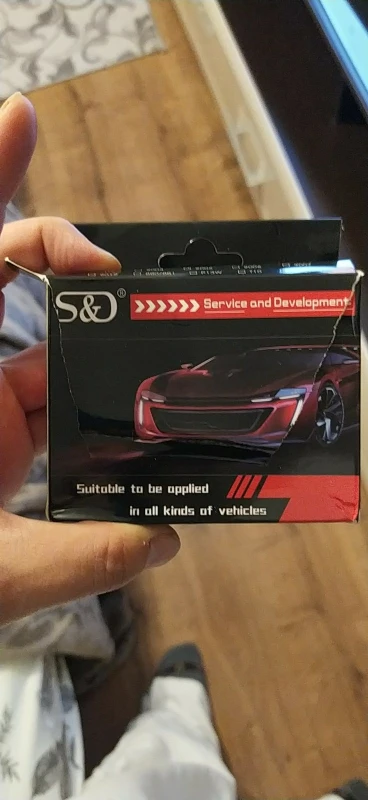 S&D® >>>>>> Service and Development.
Suitable to be applied
in all kinds of vehicles